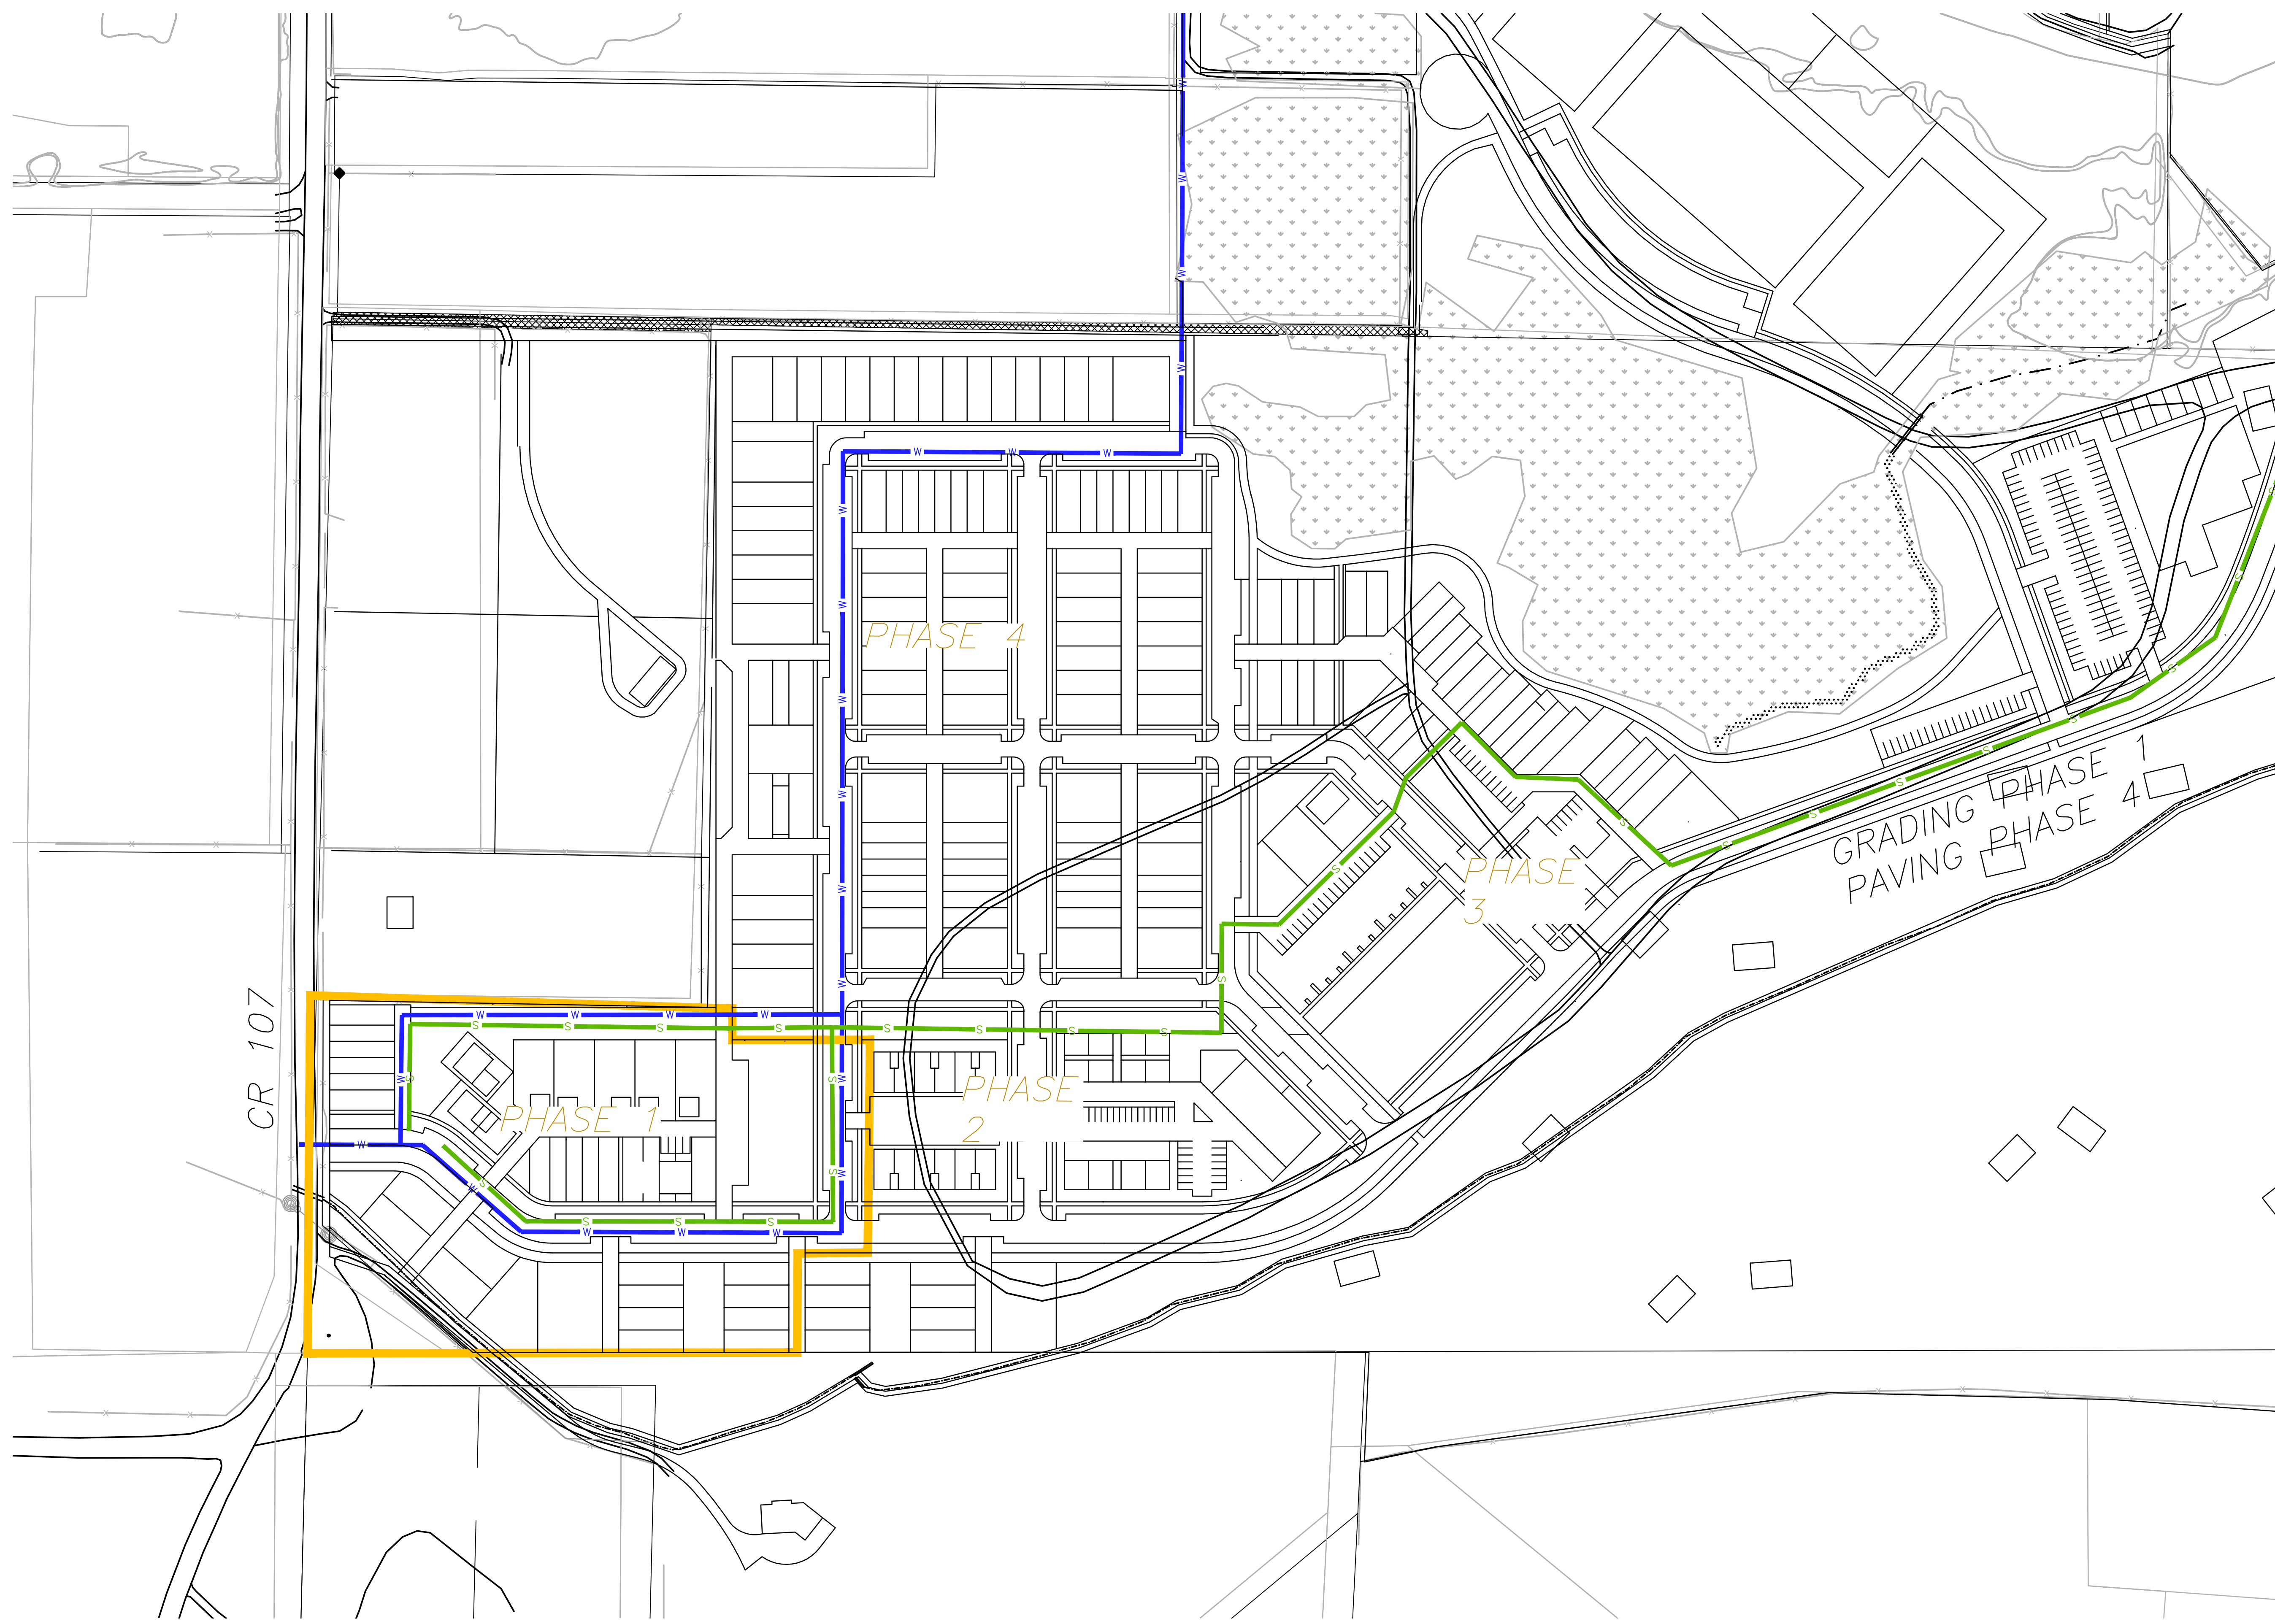 PHASE 4
GRADING PHASE 1
PAVING PHASE 4
PHASE
3
CR 107
PHASE 1
PHASE
2